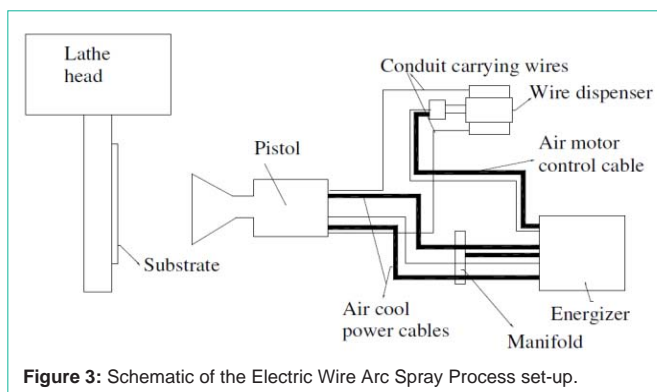 Lathe
head
Conduit carrying wires
Wire dispenser
Pistol
Air motor
control cable
Substrate
Air cool
power cables
Energizer
Manifold
Figure 3: Schematic of the Electric Wire Arc Spray Process set-up.